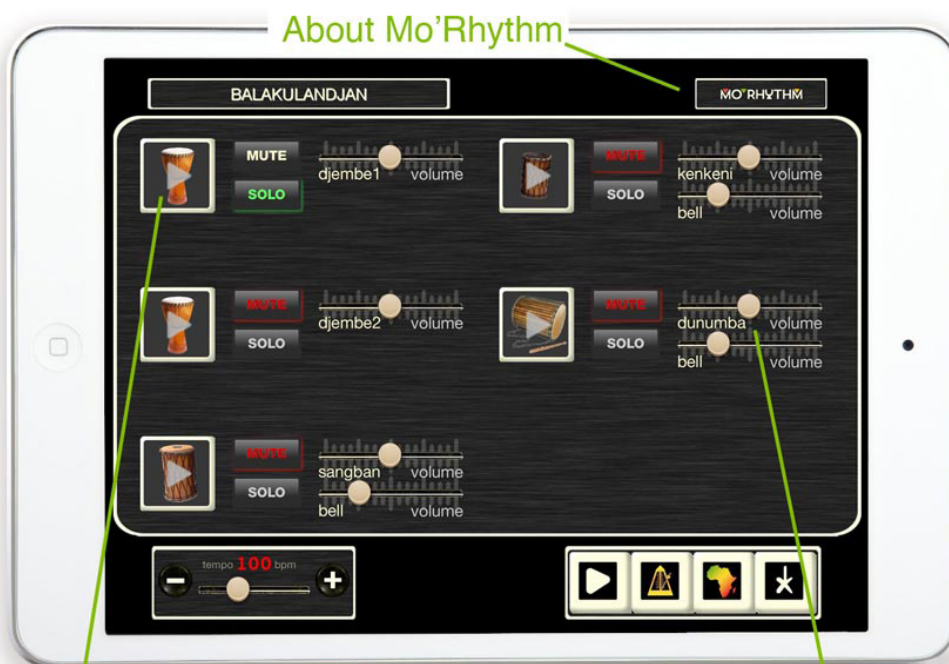 About Mo'Rhythm
BALAKULANDJAN
MO'RHYTHM
MUTE
SOLO
djembe1 volume
MUTE
SOLO
kenkeni volume
bell volume
MUTE
SOLO
djembe2 volume
MUTE
SOLO
dunumba volume
bell volume
MUTE
SOLO
sangban volume
bell volume
tempo 100 bpm